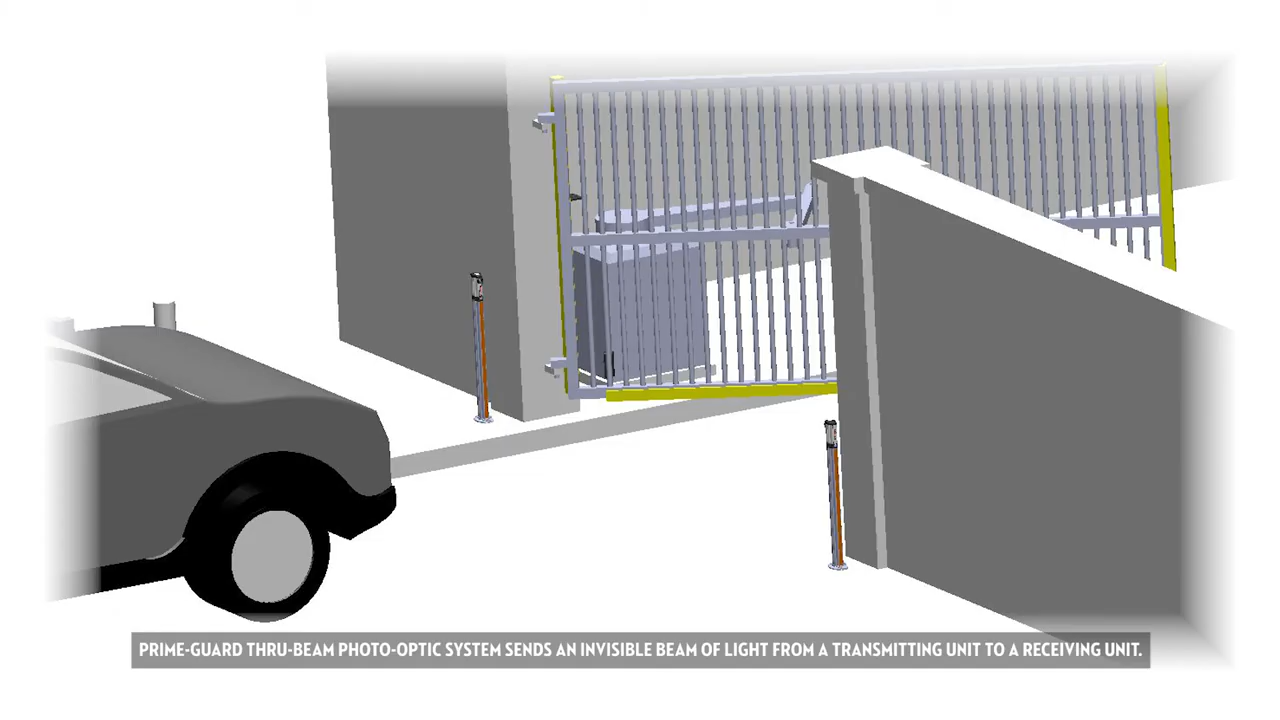 PRIME-GUARD THRU-BEAM PHOTO-OPTIC SYSTEM SENDS AN INVISIBLE BEAM OF LIGHT FROM A TRANSMITTING UNIT TO A RECEIVING UNIT.